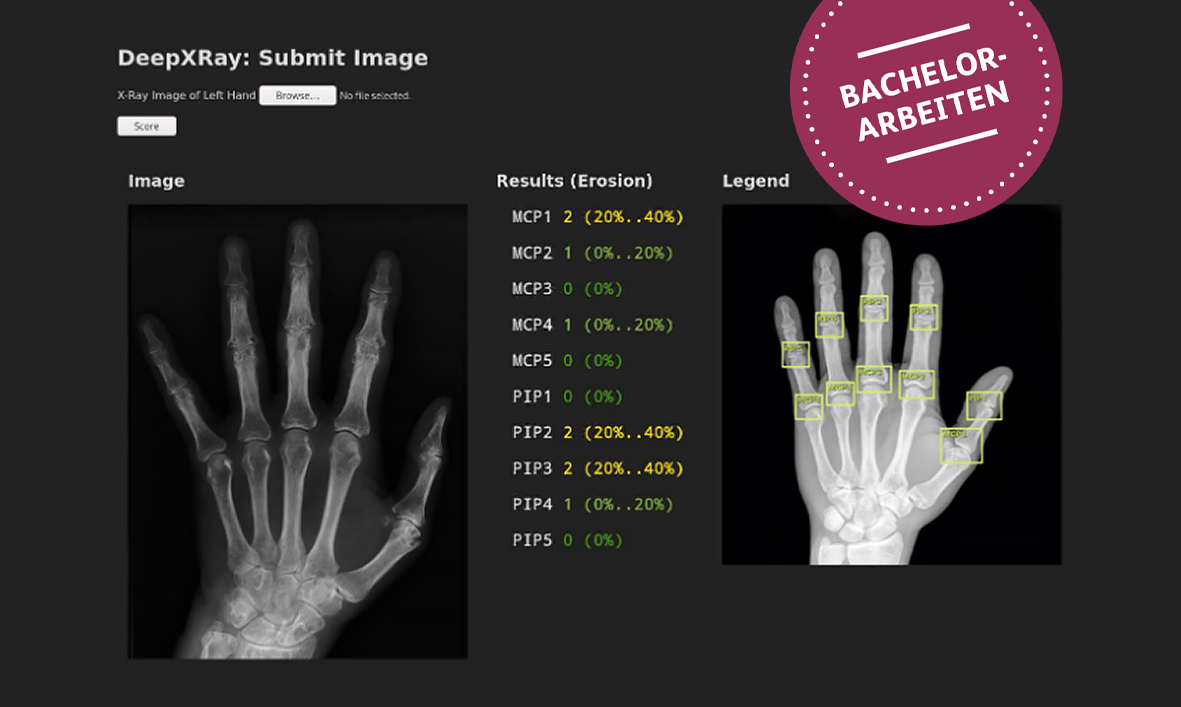 DeepXRay: Submit Image
X-Ray Image of Left Hand Browse... No file selected.
Score
BACHELOR-
ARBEITEN
Image
Results (Erosion)
MCP1 2 (20%..40%)
MCP2 1 (0%..20%)
MCP3 0 (0%)
MCP4 1 (0%..20%)
MCP5 0 (0%)
PIP1 0 (0%)
PIP2 2 (20%..40%)
PIP3 2 (20%..40%)
PIP4 1 (0%..20%)
PIP5 0 (0%)
Legend
MCP1